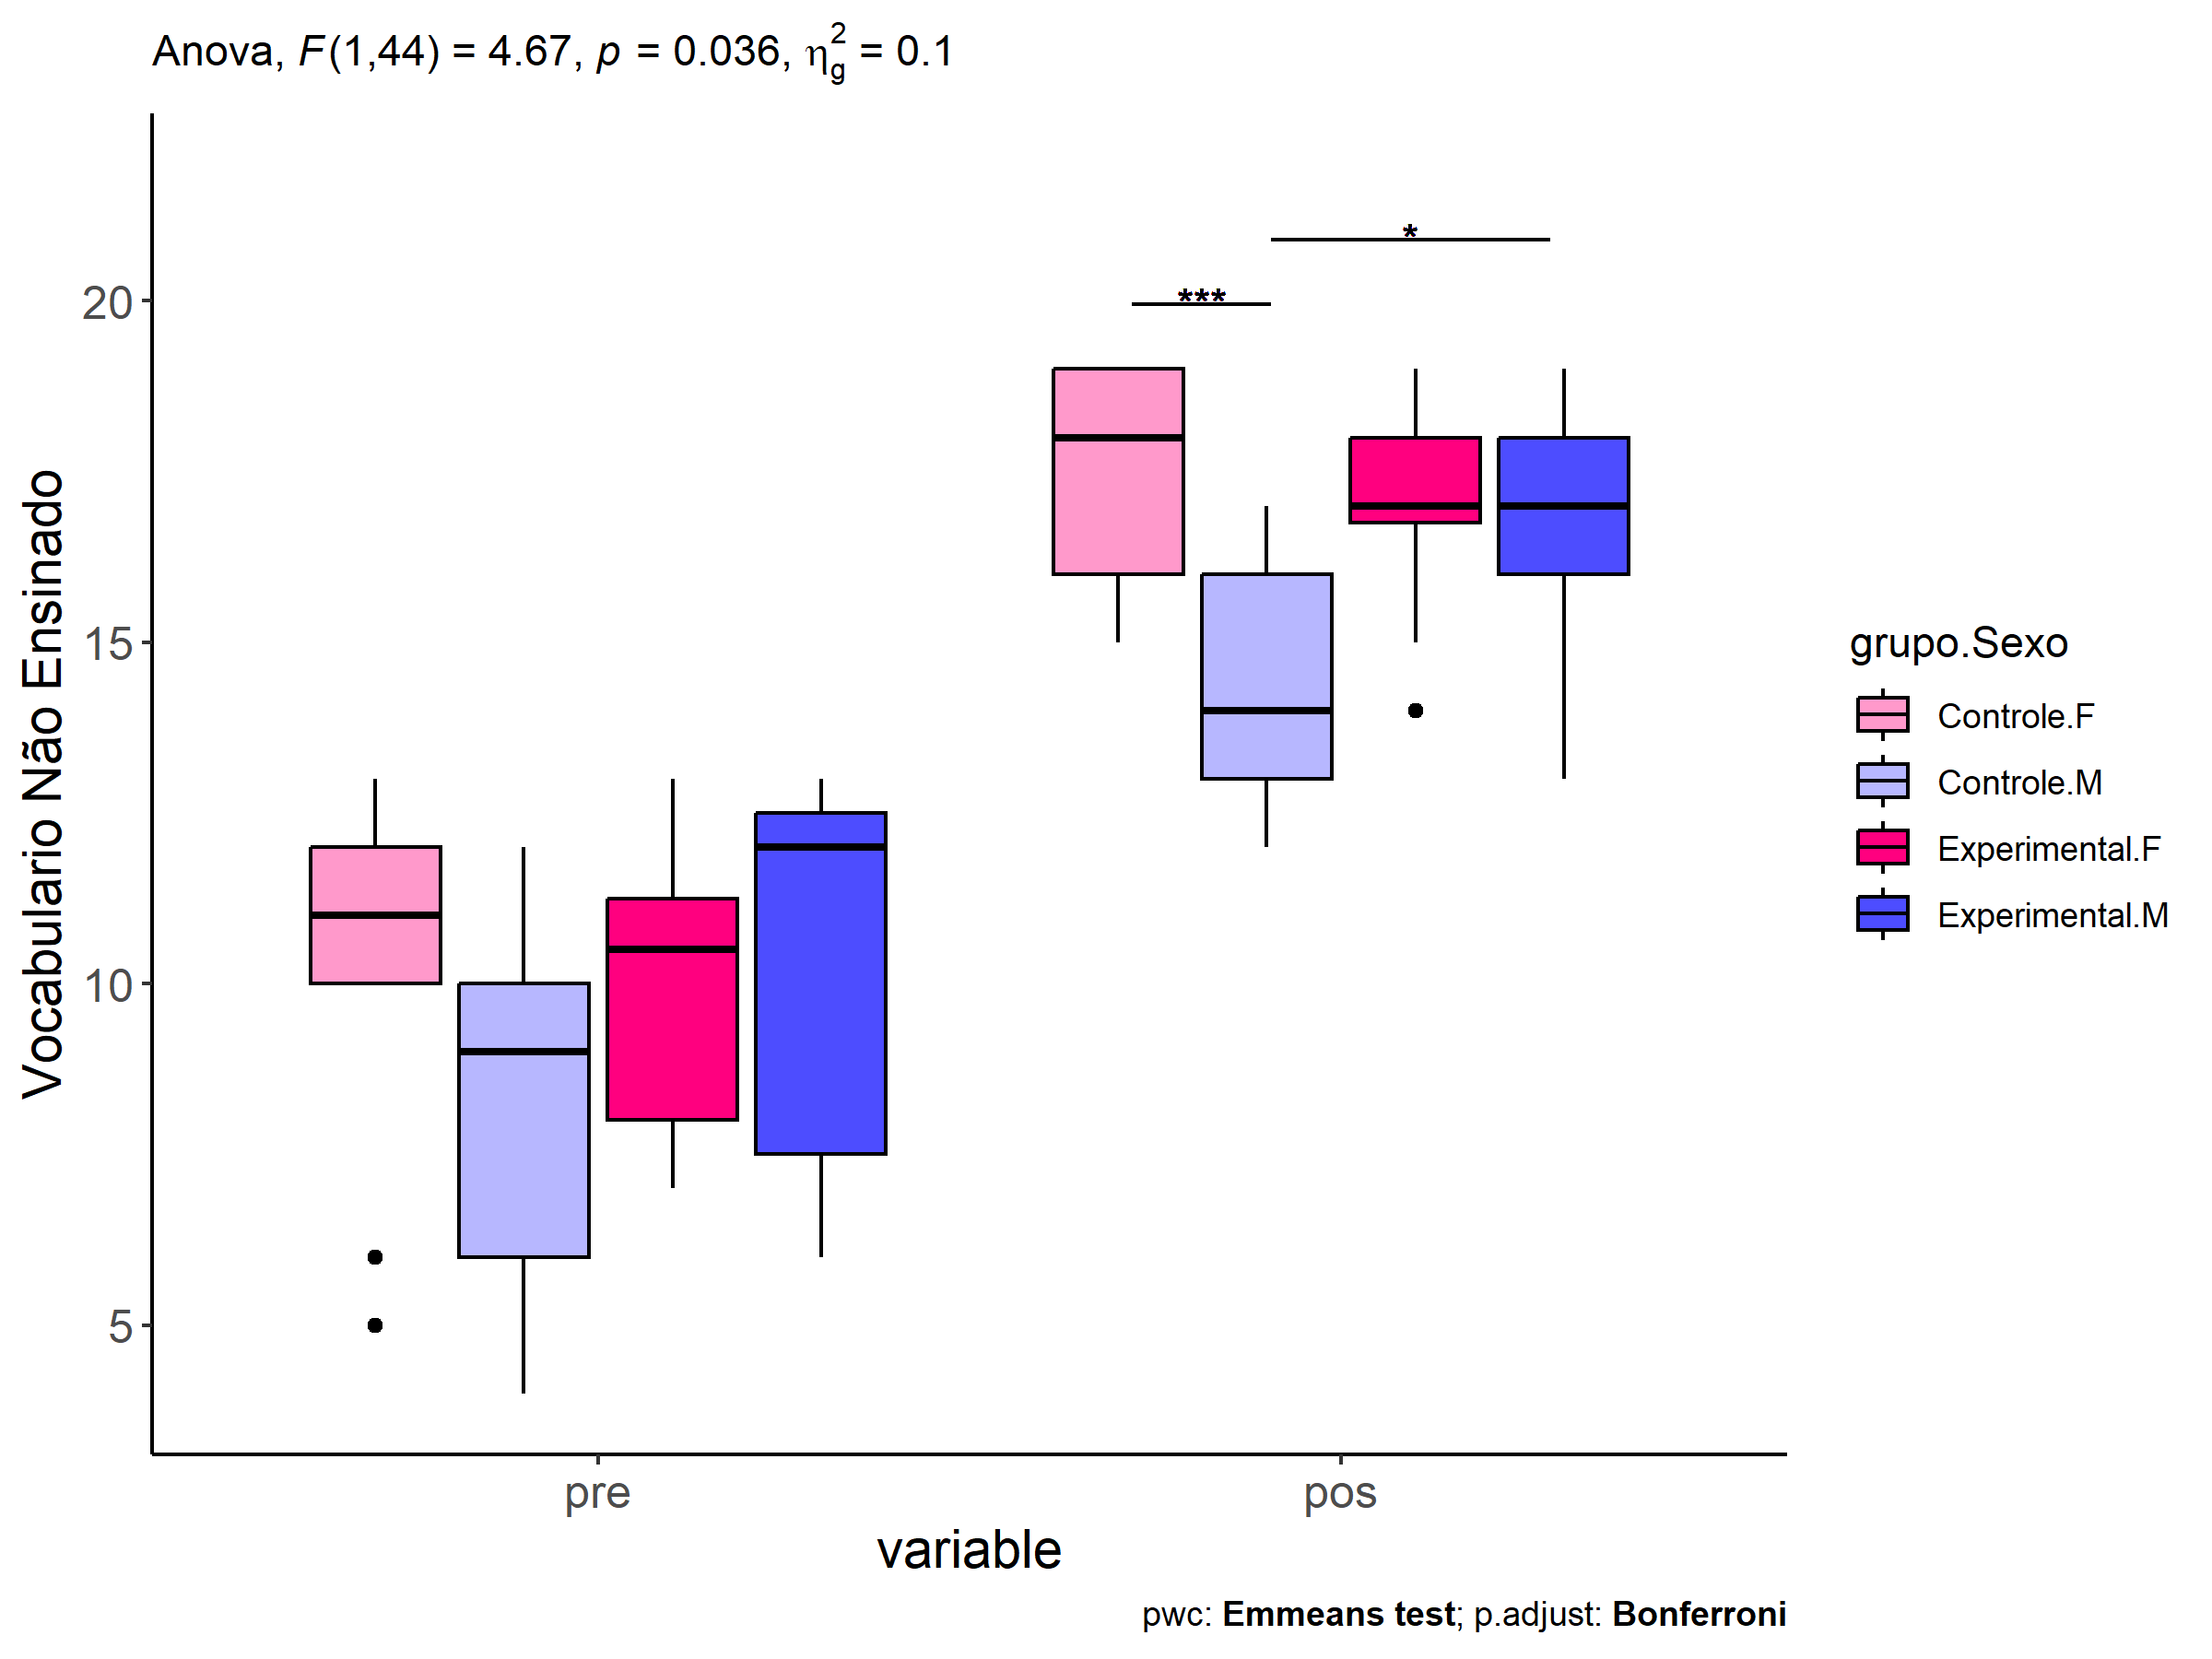 Anova, F(1,44) = 4.67, p = 0.036, η²g = 0.1
Vocabulario Não Ensinado
20
15
10
5
*
***
pre
pos
variable
grupo.Sexo
Controle.F
Controle.M
Experimental.F
Experimental.M
pwc: Emmeans test; p.adjust: Bonferroni